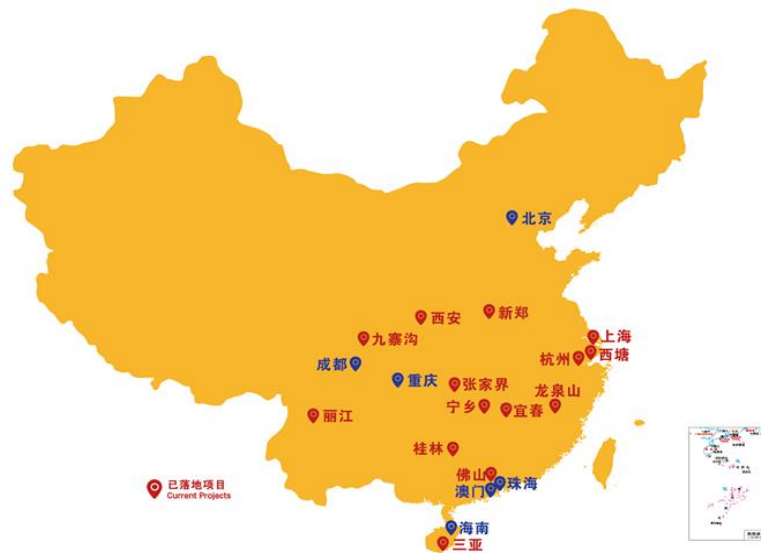 北京
新郑
西安
上海
九寨沟
西塘
杭州
成都
重庆
张家界
龙泉山
宁乡
宜春
丽江
桂林
佛山
珠海
澳门
已落地项目
Current Projects
海南
三亚